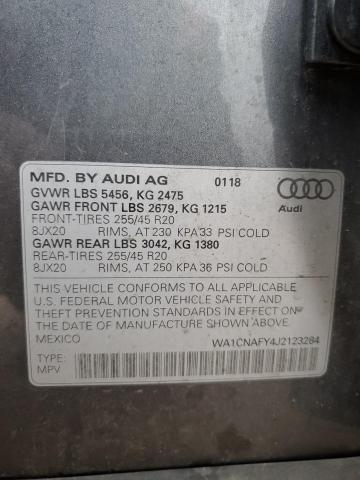 MFD. BY AUDI AG 0118
GVWR LBS 5456, KG 2475
GAWR FRONT LBS 2679, KG 1215
FRONT-TIRES 255/45 R20
8JX20 RIMS, AT 230 KPA 33 PSI COLD
GAWR REAR LBS 3042, KG 1380
REAR-TIRES 255/45 R20
8JX20 RIMS, AT 250 KPA 36 PSI COLD
Audi
THIS VEHICLE CONFORMS TO ALL APPLICABLE
U.S. FEDERAL MOTOR VEHICLE SAFETY AND
THEFT PREVENTION STANDARDS IN EFFECT ON
THE DATE OF MANUFACTURE SHOWN ABOVE.
MEXICO WA1CNAFY4J2123284
TYPE:
MPV